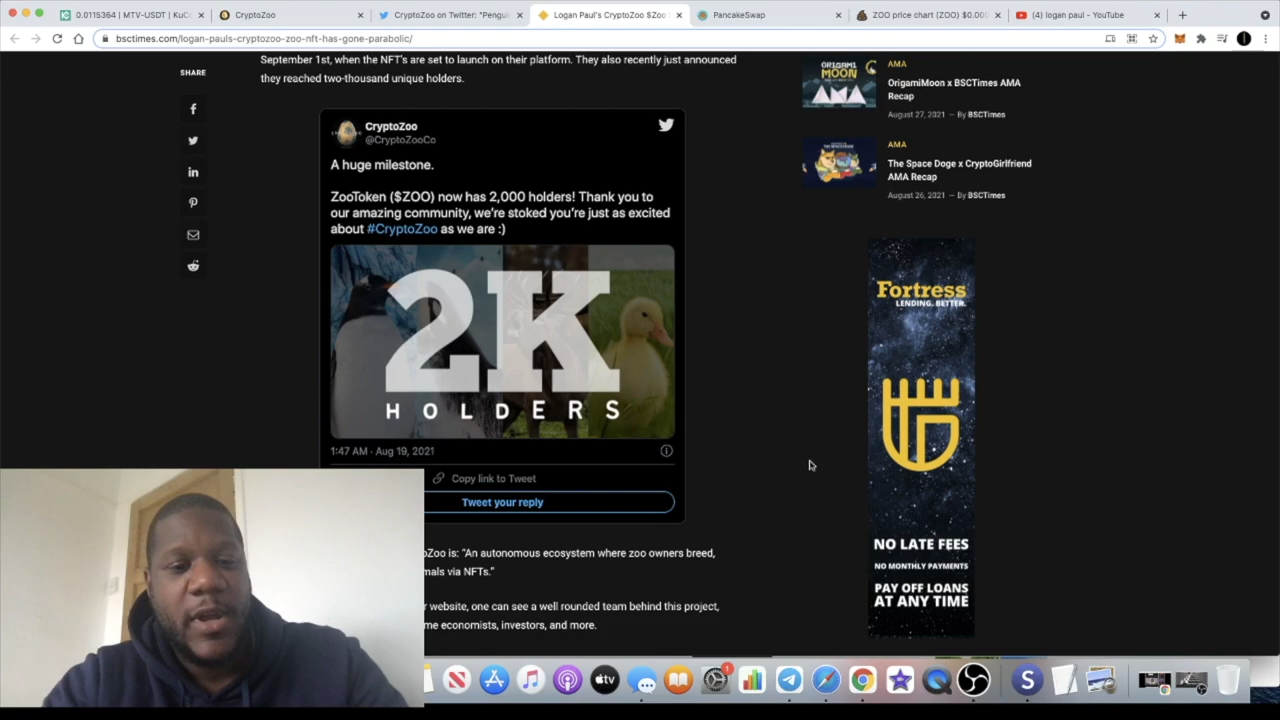 0.0115364 | MTV-USDT | KuCo
CryptoZoo
CryptoZoo on Twitter: "Pengui
Logan Paul's CryptoZoo $Zoo
PancakeSwap
ZOO price chart (ZOO) $0.00
(4) logan paul - YouTube
bsctimes.com/logan-pauls-cryptozoo-zoo-nft-has-gone-parabolic/
SHARE
September 1st, when the NFT's are set to launch on their platform. They also recently just announced
they reached two-thousand unique holders.
CryptoZoo
@CryptoZooCo
A huge milestone.
ZooToken ($ZOO) now has 2,000 holders! Thank you to
our amazing community, we're stoked you're just as excited
about #CryptoZoo as we are :)
2K
HOLDERS
1:47 AM · Aug 19, 2021
Copy link to Tweet
Tweet your reply
oZoo is: "An autonomous ecosystem where zoo owners breed,
mals via NFTs."
r website, one can see a well rounded team behind this project,
me economists, investors, and more.
ORIGAMI
MOON
AMA
AMA
OrigamiMoon x BSCTimes AMA
Recap
August 27, 2021 — By BSCTimes
AMA
The Space Doge x CryptoGirlfriend
AMA Recap
August 26, 2021 — By BSCTimes
Fortress
LENDING. BETTER.
NO LATE FEES
NO MONTHLY PAYMENTS
PAY OFF LOANS
AT ANY TIME
tv
1
S